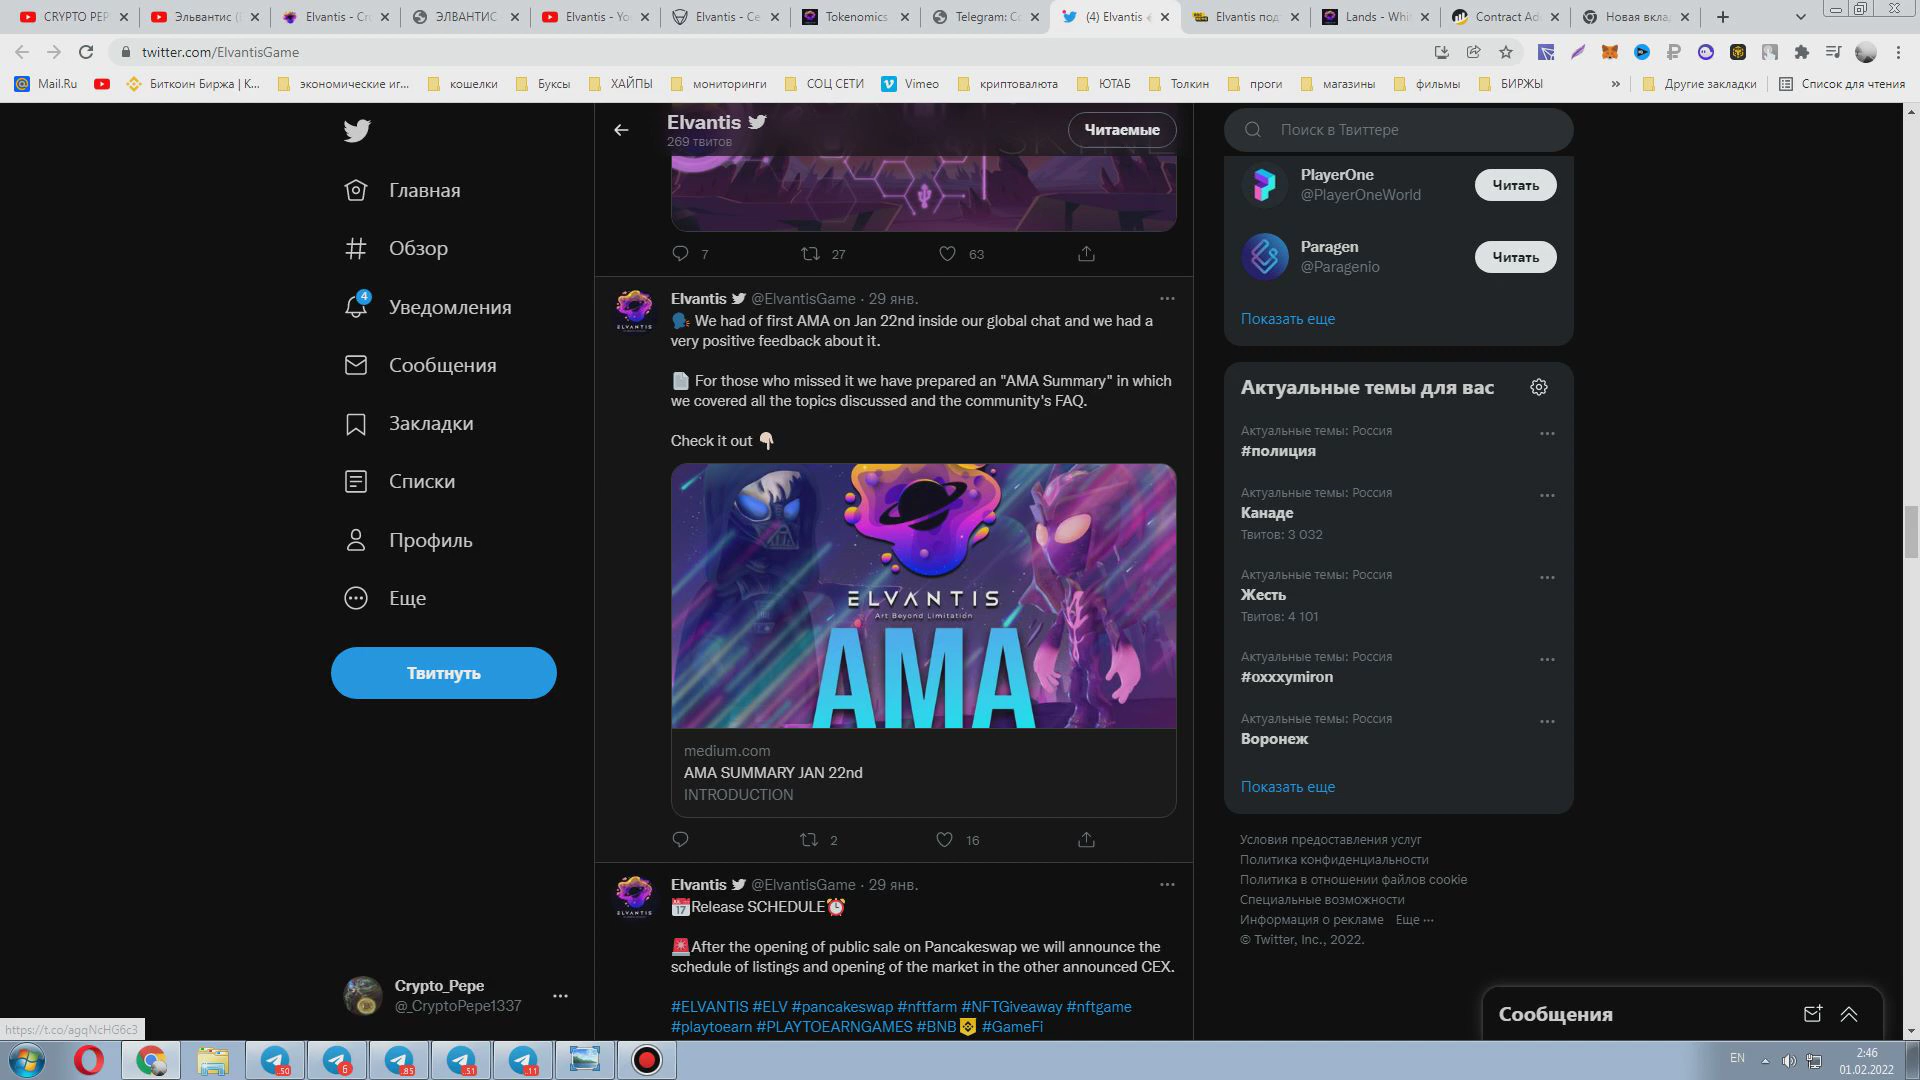 CRYPTO PEP
Эльвантис (
Elvantis - Cr
ЭЛВАНТИС
Elvantis - Yo
Elvantis - Ce
Tokenomics
Telegram: Co
(4) Elvantis
Elvantis под
Lands - Whi
Contract Ad
Новая вкла
twitter.com/ElvantisGame
Mail.Ru
Биткоин Биржа | K...
экономические иг...
кошелки
Буксы
ХАЙПЫ
мониторинги
СОЦ СЕТИ
Vimeo
криптовалюта
ЮТАБ
Толкин
проги
магазины
фильмы
БИРЖЫ
»
Другие закладки
Список для чтения
Главная
Обзор
4
Уведомления
Сообщения
Закладки
Списки
Профиль
Еще
Твитнуть
Crypto_Pepe
@_CryptoPepe1337
https://t.co/agqNcHG6c3
Elvantis
269 твитов
Читаемые
7
27
63
Elvantis @ElvantisGame · 29 янв.
🗣 We had of first AMA on Jan 22nd inside our global chat and we had a
very positive feedback about it.
📄 For those who missed it we have prepared an "AMA Summary" in which
we covered all the topics discussed and the community's FAQ.
Check it out 👇🏻
ELVANTIS
Art Beyond Limitation
AMA
medium.com
AMA SUMMARY JAN 22nd
INTRODUCTION
2
16
Elvantis @ElvantisGame · 29 янв.
📅Release SCHEDULE⏰
🚨After the opening of public sale on Pancakeswap we will announce the
schedule of listings and opening of the market in the other announced CEX.
#ELVANTIS #ELV #pancakeswap #nftfarm #NFTGiveaway #nftgame
#playtoearn #PLAYTOEARNGAMES #BNB #GameFi
Поиск в Твиттере
PlayerOne
@PlayerOneWorld
Читать
Paragen
@Paragenio
Читать
Показать еще
Актуальные темы для вас
Актуальные темы: Россия
#полиция
Актуальные темы: Россия
Канаде
Твитов: 3 032
Актуальные темы: Россия
Жесть
Твитов: 4 101
Актуальные темы: Россия
#oxxxymiron
Актуальные темы: Россия
Воронеж
Показать еще
Условия предоставления услуг
Политика конфиденциальности
Политика в отношении файлов cookie
Специальные возможности
Информация о рекламе Еще ···
© Twitter, Inc., 2022.
Сообщения
..50
6
..85
..51
..11
EN
2:46
01.02.2022